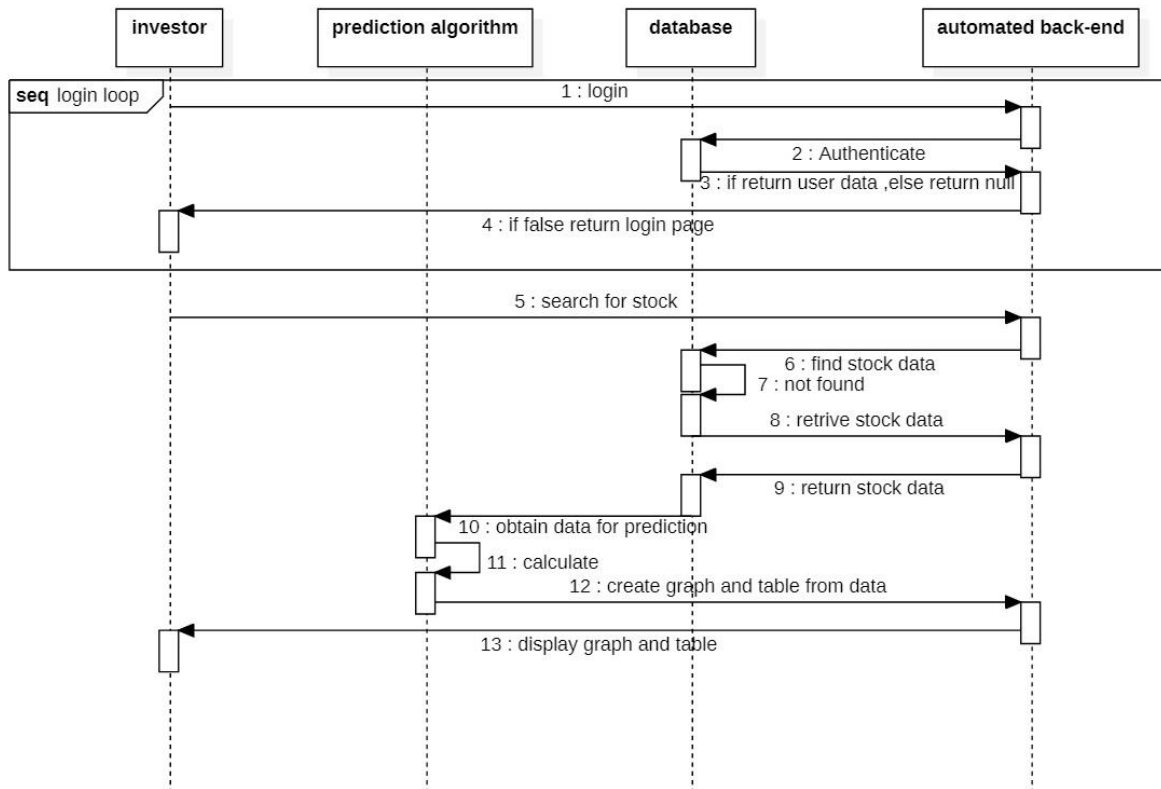 investor
prediction algorithm
database
automated back-end
seq login loop
1 : login
2 : Authenticate
3 : if return user data ,else return null
4 : if false return login page
5 : search for stock
6 : find stock data
7 : not found
8 : retrive stock data
9 : return stock data
10 : obtain data for prediction
11 : calculate
12 : create graph and table from data
13 : display graph and table